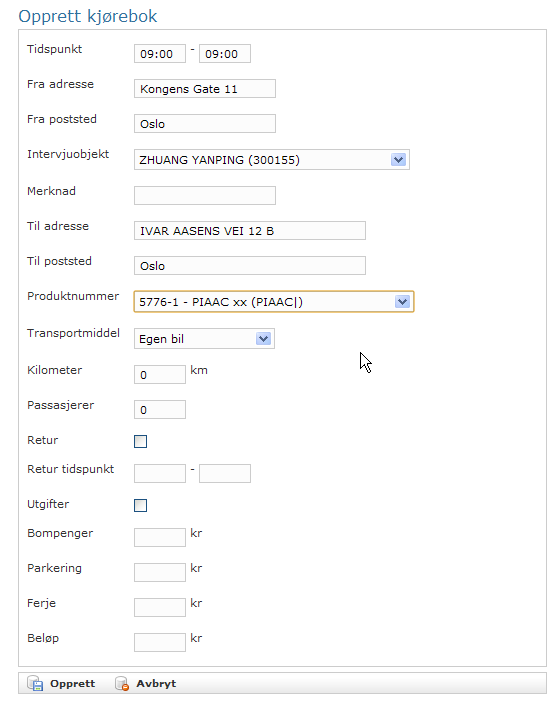 Opprett kjørebok
Tidspunkt 09:00 - 09:00
Fra adresse Kongens Gate 11
Fra poststed Oslo
Intervjuobjekt ZHUANG YANPING (300155)
Merknad
Til adresse IVAR AASENS VEI 12 B
Til poststed Oslo
Produktnummer 5776-1 - PIAAC xx (PIAAC|)
Transportmiddel Egen bil
Kilometer 0 km
Passasjerer 0
Retur
Retur tidspunkt -
Utgifter
Bompenger kr
Parkering kr
Ferje kr
Beløp kr
Opprett Avbryt